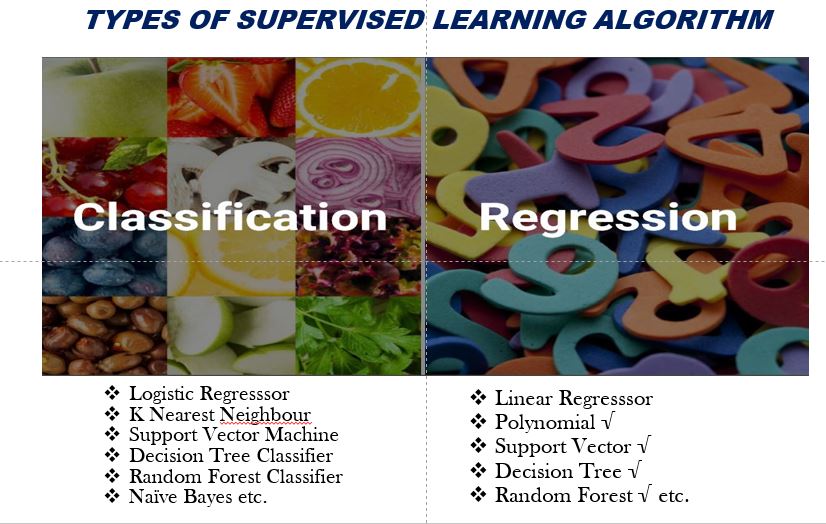 TYPES OF SUPERVISED LEARNING ALGORITHM
Classification
Regression
❖ Logistic Regresssor
❖ K Nearest Neighbour
❖ Support Vector Machine
❖ Decision Tree Classifier
❖ Random Forest Classifier
❖ Naïve Bayes etc.
❖ Linear Regresssor
❖ Polynomial √
❖ Support Vector √
❖ Decision Tree √
❖ Random Forest √ etc.